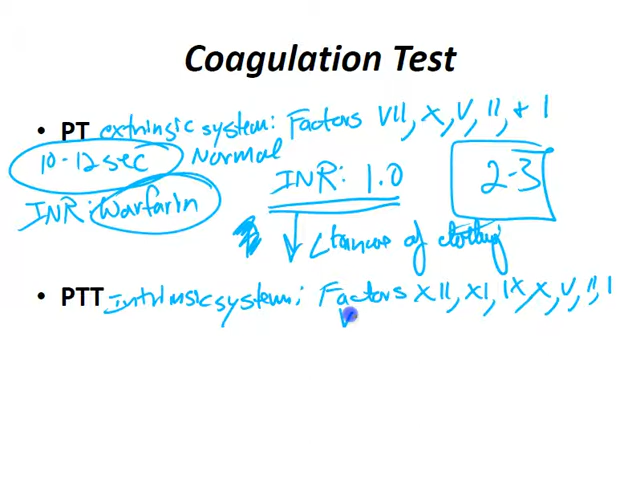 Coagulation Test
• PT extrinsic system: Factors VII, X, V, II, + I
10-12 sec Normal
INR: 1.0
2-3
INR: Warfarin
↓ of clotting
• PTT Intrinsic system; Factors XII, XI, IX, X, V, II, I
V